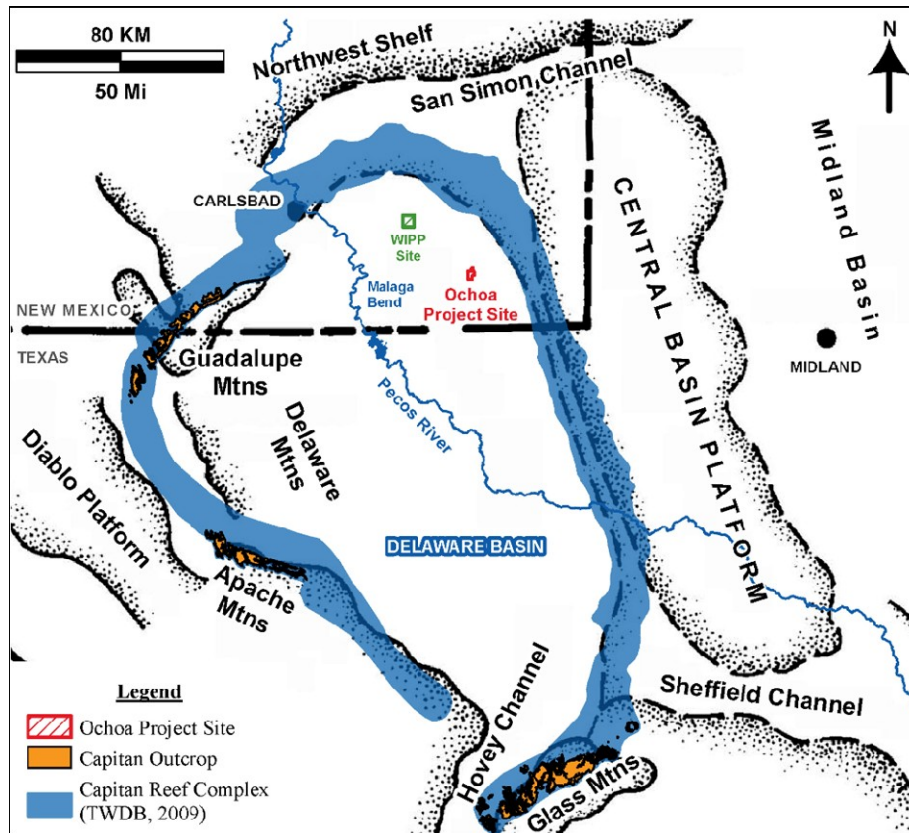 80 KM
50 Mi
N
Northwest Shelf
San Simon Channel
Midland Basin
CARLSBAD
WIPP
Site
CENTRAL BASIN PLATFORM
Malaga
Bend
Ochoa
Project Site
NEW MEXICO
TEXAS
MIDLAND
Guadalupe
Mtns
Pecos River
Delaware
Mtns
Diablo Platform
DELAWARE BASIN
Apache
Mtns
Sheffield Channel
Hovey Channel
Glass Mtns
Legend
Ochoa Project Site
Capitan Outcrop
Capitan Reef Complex
(TWDB, 2009)